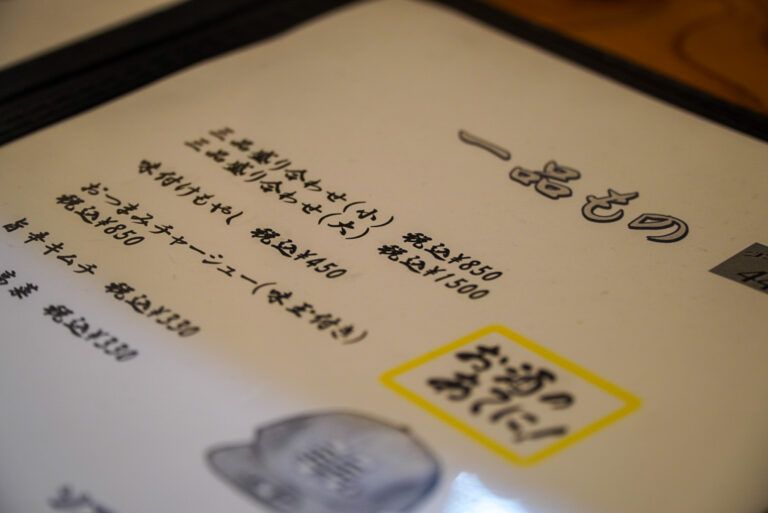 一品もの
三品盛り合わせ(小) 税込¥850
三品盛り合わせ(大) 税込¥1500
味付けもやし 税込¥450
おつまみチャーシュー(味玉付き)
税込¥850
旨辛キムチ 税込¥330
高菜 税込¥330
お酒の
あてに!
44